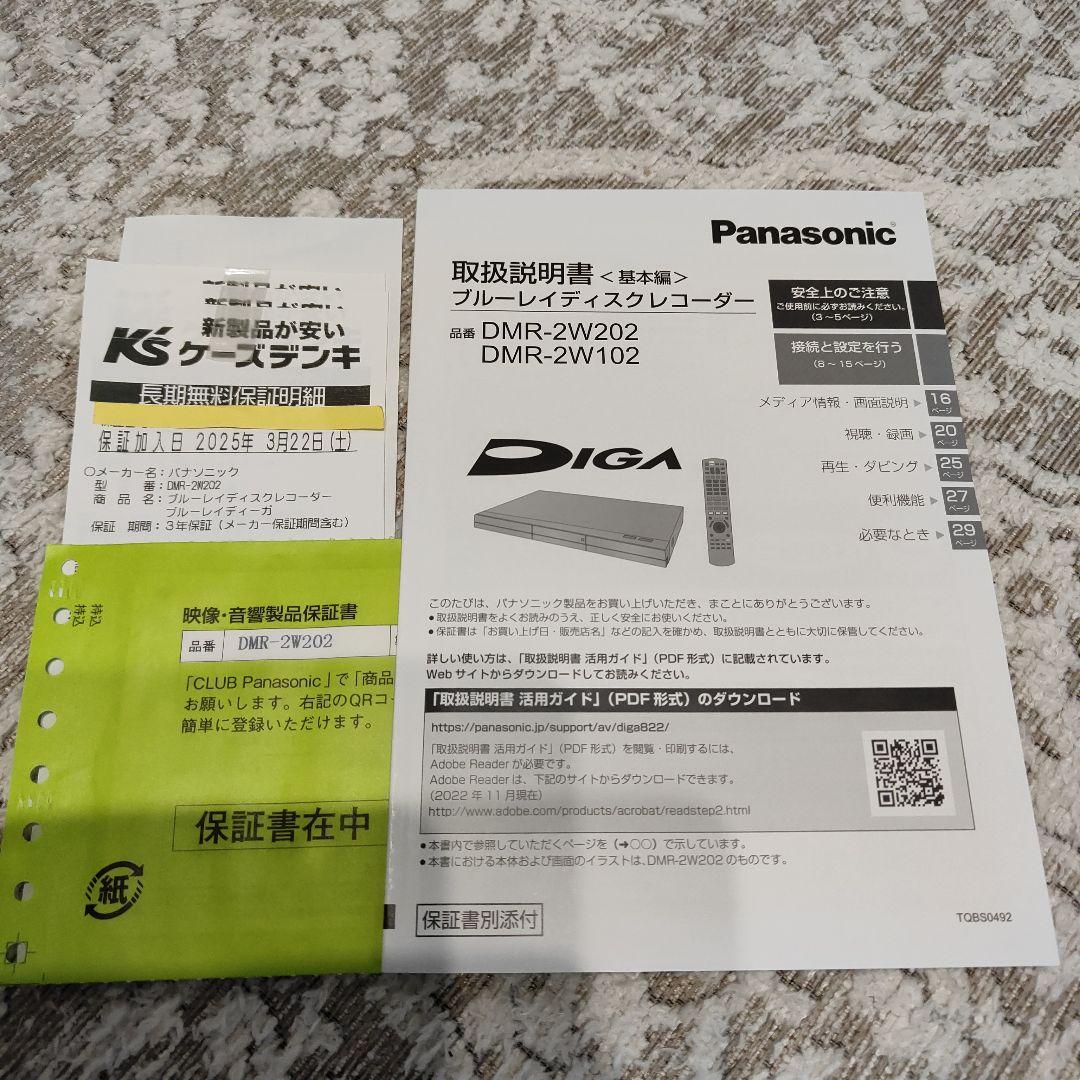 新製品が安い
新製品が安い
新製品が安い
K's ケーズデンキ
長期無料保証明細
保証加入日 2025年 3月22日(土)
○メーカー名：パナソニック
型番：DMR-2W202
商品名：ブルーレイディスクレコーダー
ブルーレイディーガ
保証 期間：3年保証（メーカー保証期間含む）
持込
持込
映像・音響製品保証書
品番 DMR-2W202
「CLUB Panasonic」で「商品
お願いします。右記のQRコ
簡単に登録いただけます。
保証書在中
紙
Panasonic
取扱説明書＜基本編＞
ブルーレイディスクレコーダー
品番 DMR-2W202
DMR-2W102
安全上のご注意
ご使用前に必ずお読みください。
(3～5ページ)
接続と設定を行う
(8～15ページ)
メディア情報・画面説明 ▶ 16 ページ
視聴・録画 ▶ 20 ページ
再生・ダビング ▶ 25 ページ
便利機能 ▶ 27 ページ
必要なとき ▶ 29 ページ
DIGA
このたびは、パナソニック製品をお買い上げいただき、まことにありがとうございます。
●取扱説明書をよくお読みのうえ、正しく安全にお使いください。
●保証書は「お買い上げ日・販売店名」などの記入を確かめ、取扱説明書とともに大切に保管してください。
詳しい使い方は、「取扱説明書 活用ガイド」（PDF形式）に記載されています。
Webサイトからダウンロードしてお読みください。
「取扱説明書 活用ガイド」（PDF形式）のダウンロード
https://panasonic.jp/support/av/diga822/
「取扱説明書 活用ガイド」（PDF形式）を閲覧・印刷するには、
Adobe Readerが必要です。
Adobe Readerは、下記のサイトからダウンロードできます。
(2022年11月現在)
http://www.adobe.com/products/acrobat/readstep2.html
●本書内で参照していただくページを（➜○○）で示しています。
●本書における本体および画面のイラストは、DMR-2W202のものです。
保証書別添付
TQBS0492